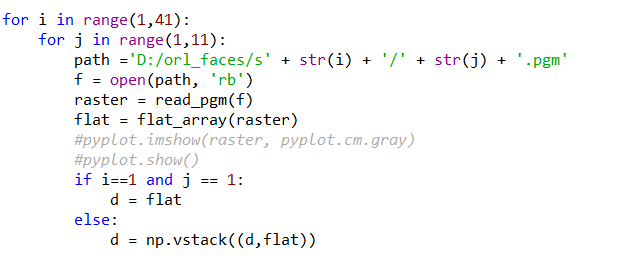 for i in range(1,41):
    for j in range(1,11):
        path ='D:/orl_faces/s' + str(i) + '/' + str(j) + '.pgm'
        f = open(path, 'rb')
        raster = read_pgm(f)
        flat = flat_array(raster)
        #pyplot.imshow(raster, pyplot.cm.gray)
        #pyplot.show()
        if i==1 and j == 1:
            d = flat
        else:
            d = np.vstack((d,flat))